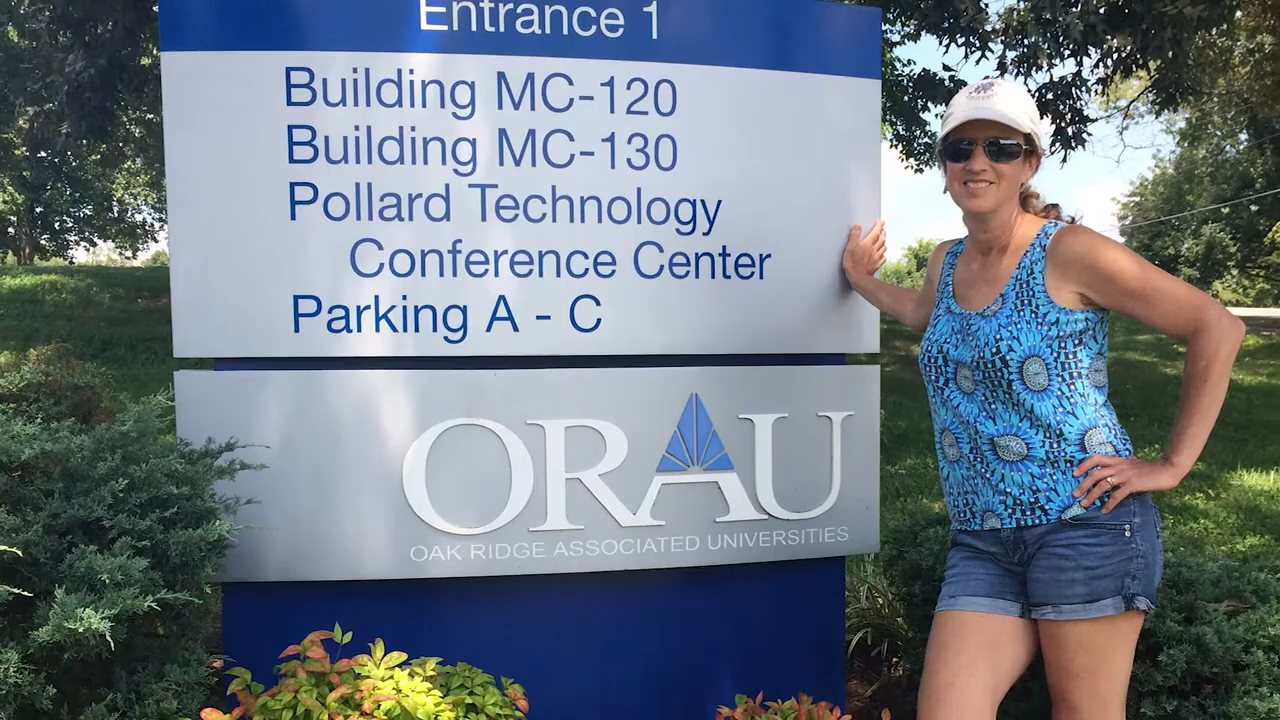 Entrance 1
Building MC-120
Building MC-130
Pollard Technology
Conference Center
Parking A - C
ORAU
OAK RIDGE ASSOCIATED UNIVERSITIES